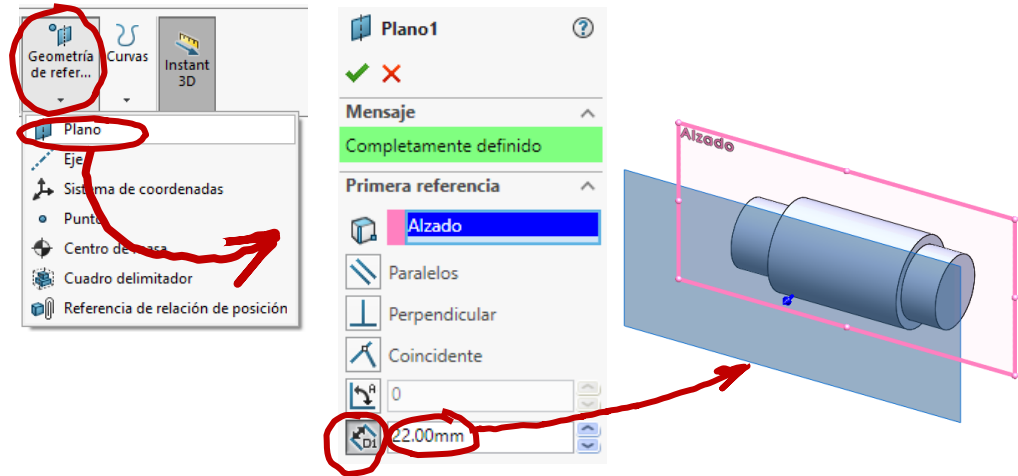 Geometría
de refer...
Curvas
Instant
3D
Plano
Eje
Sistema de coordenadas
Punto
Centro de masa
Cuadro delimitador
Referencia de relación de posición
Plano1
Mensaje
Completamente definido
Primera referencia
Alzado
Paralelos
Perpendicular
Coincidente
A
0
D1
22.00mm
Alzado